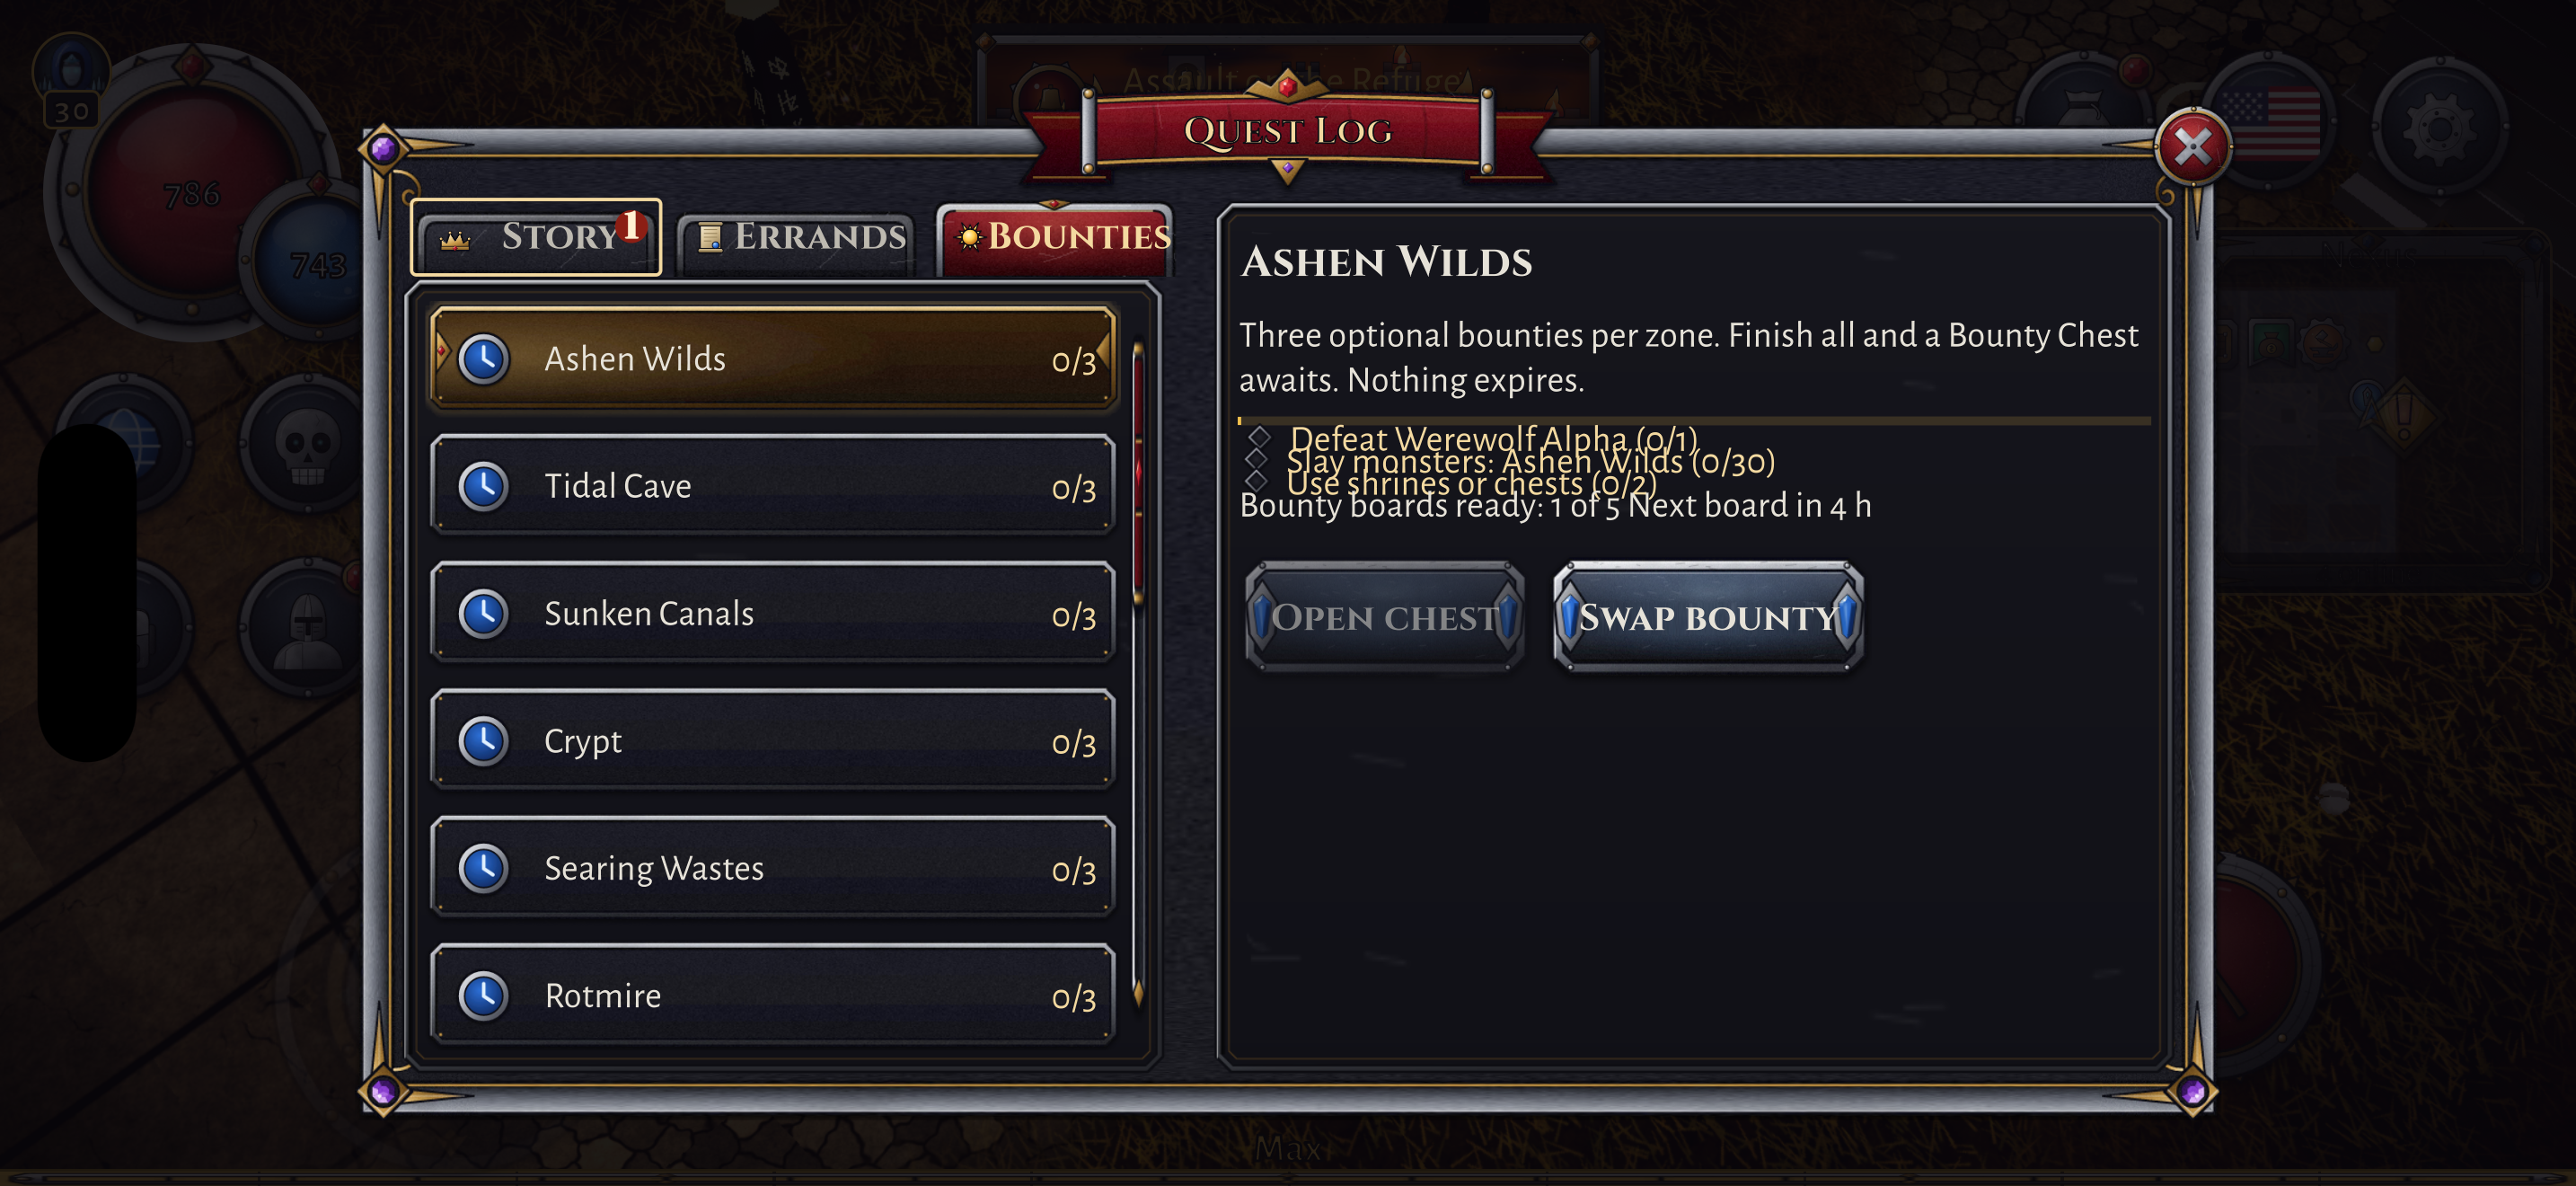 30
786
743
Assault on the Refuge
Quest Log
Story 1
Errands
Bounties
Ashen Wilds 0/3
Tidal Cave 0/3
Sunken Canals 0/3
Crypt 0/3
Searing Wastes 0/3
Rotmire 0/3
Ashen Wilds
Three optional bounties per zone. Finish all and a Bounty Chest
awaits. Nothing expires.
Defeat Werewolf Alpha (0/1)
Slay monsters: Ashen Wilds (0/30)
Use shrines or chests (0/2)
Bounty boards ready: 1 of 5 Next board in 4 h
Open chest
Swap bounty
Max